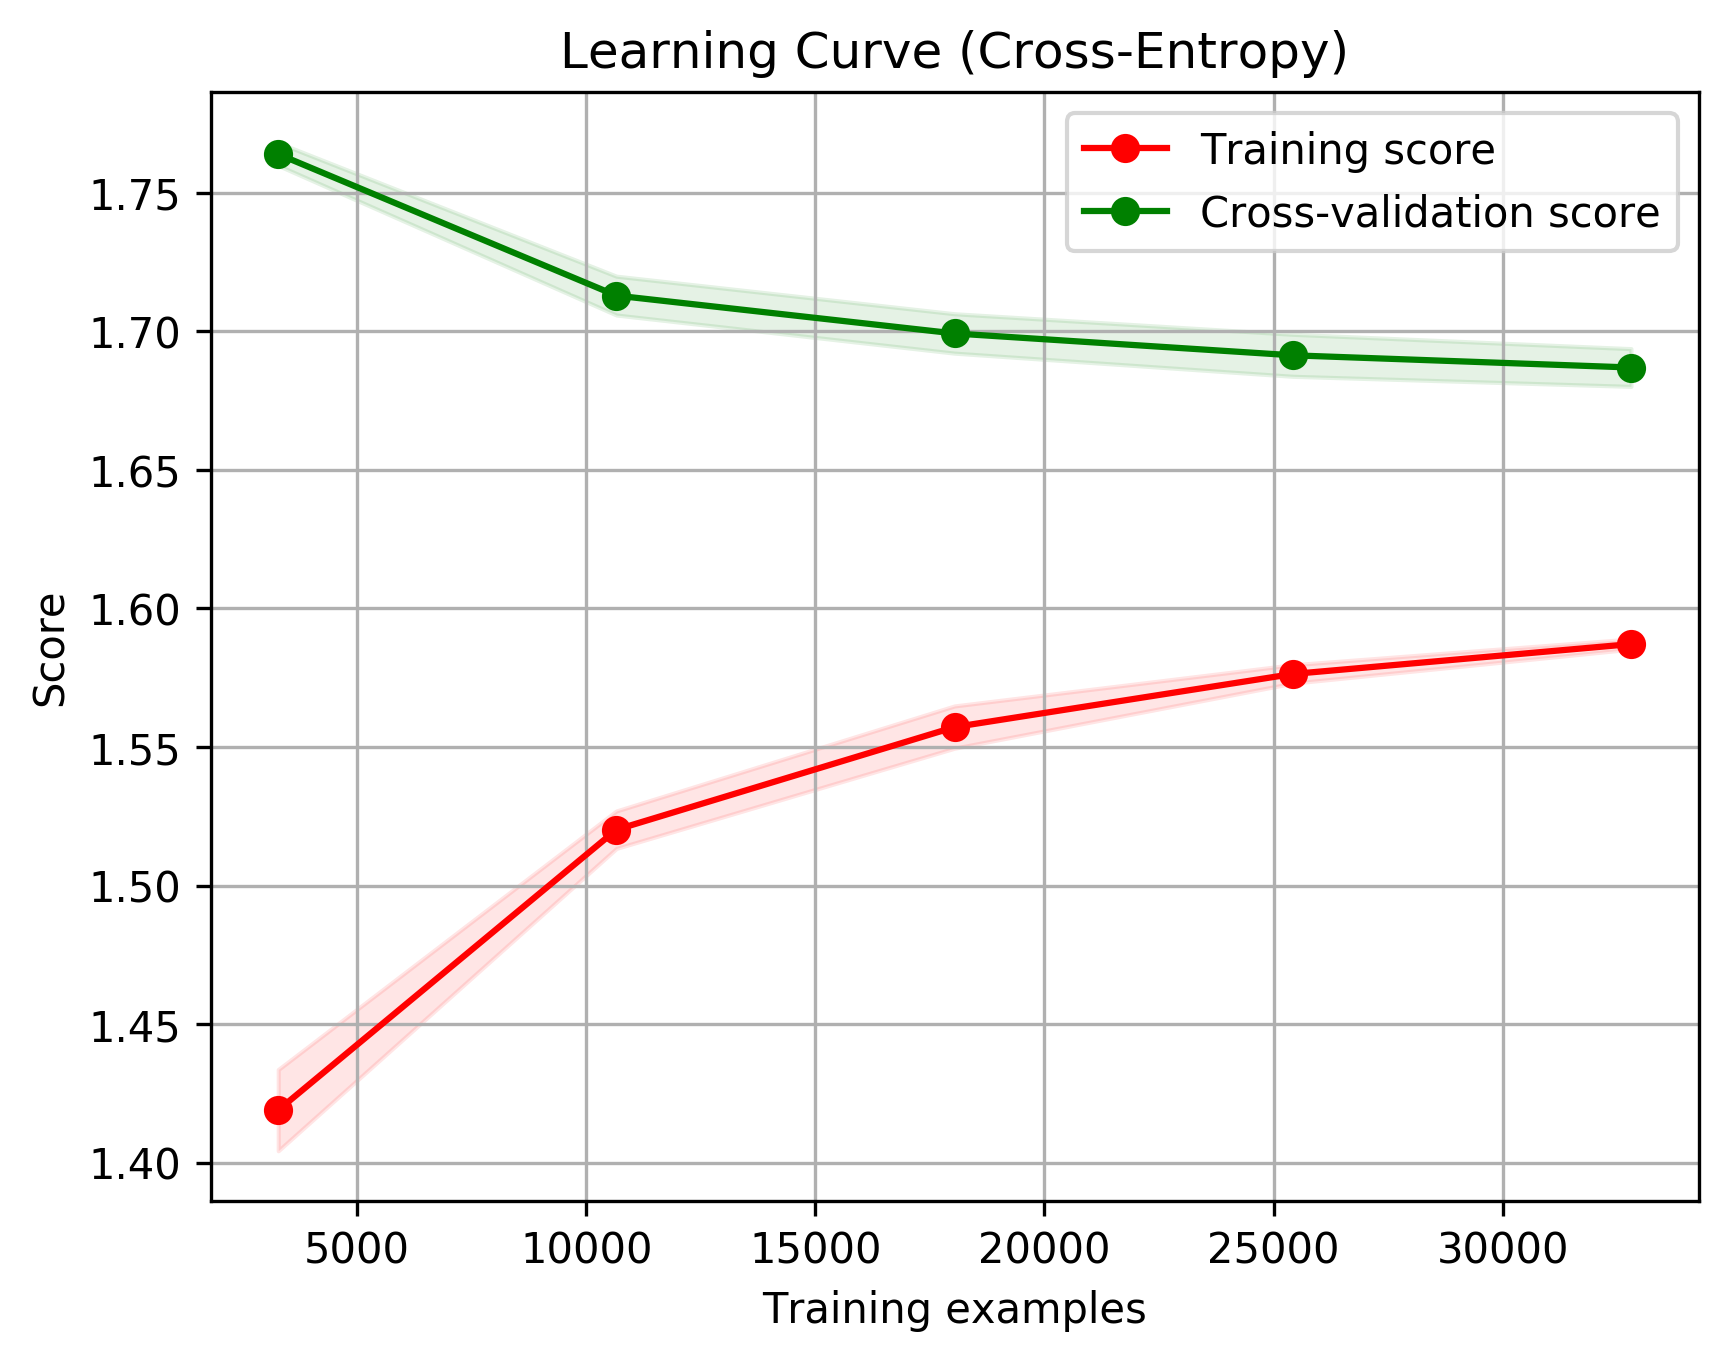 Learning Curve (Cross-Entropy)
Training score
Cross-validation score
1.75
1.70
1.65
1.60
1.55
1.50
1.45
1.40
Score
5000 10000 15000 20000 25000 30000
Training examples